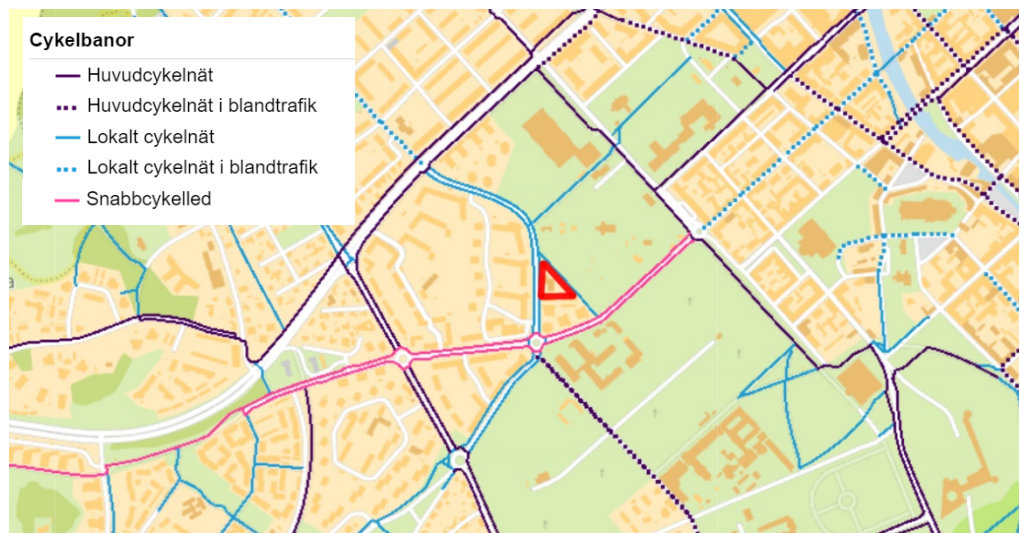 Cykelbanor
Huvudcykelnät
Huvudcykelnät i blandtrafik
Lokalt cykelnät
Lokalt cykelnät i blandtrafik
Snabbcykelled
a